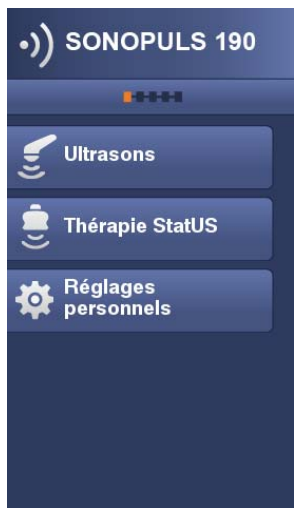 SONOPULS 190
Ultrasons
Thérapie StatUS
Réglages
personnels